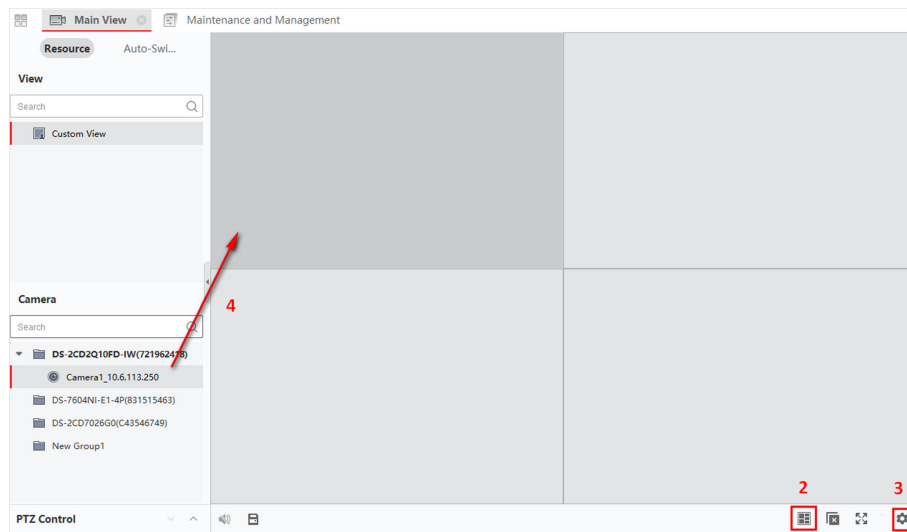 Main View
Maintenance and Management
Resource
Auto-Swi...
View
Search
Custom View
4
Camera
Search
DS-2CD2Q10FD-IW(721962418)
Camera1_10.6.113.250
DS-7604NI-E1-4P(831515463)
DS-2CD7026G0(C43546749)
New Group1
2
3
PTZ Control